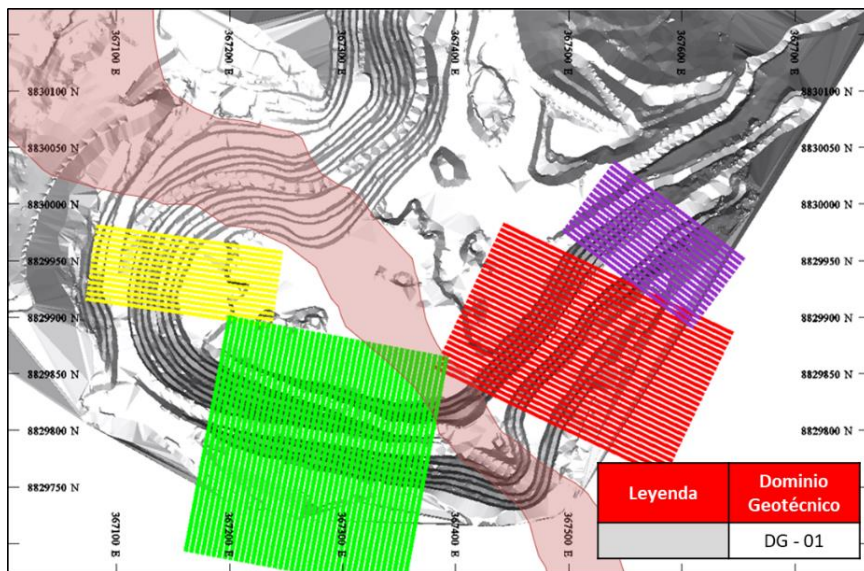 367100 E
367200 E
367300 E
367400 E
367500 E
367600 E
367700 E
8830100 N
8830100 N
8830050 N
8830050 N
8830000 N
8830000 N
8829950 N
8829950 N
8829900 N
8829900 N
8829850 N
8829850 N
8829800 N
8829800 N
8829750 N
367100 E
367200 E
367300 E
367400 E
367500 E
Leyenda
Dominio
Geotécnico
DG - 01